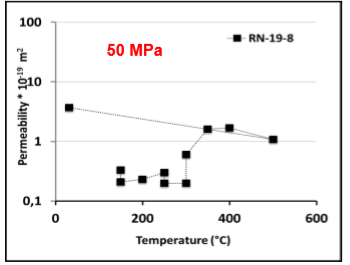 100
50 MPa
RN-19-8
10
1
0,1
Permeability * 10⁻¹⁹ m²
0 200 400 600
Temperature (°C)